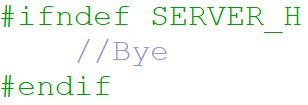 #ifndef SERVER_H
    //Bye
#endif